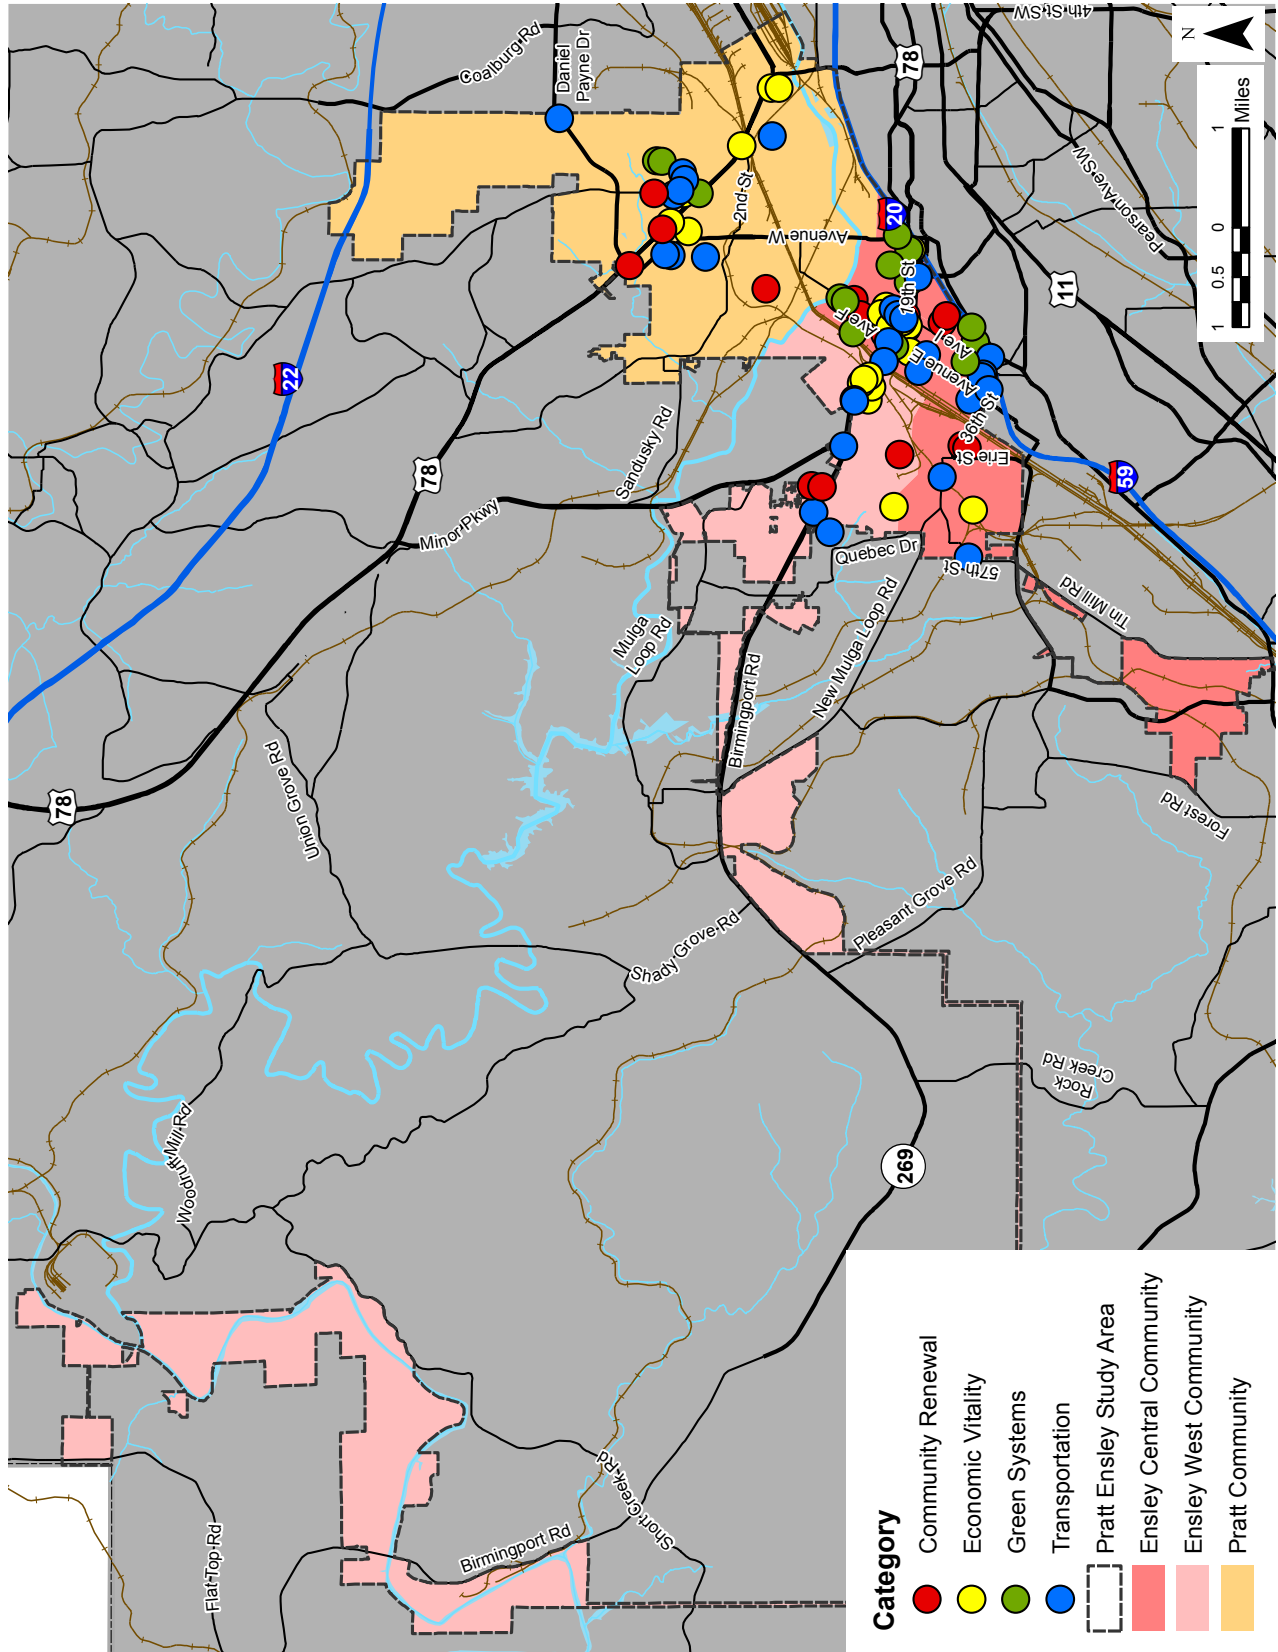 Coalburg Rd
Daniel
Payne Dr
4th St SW
N
Miles
1
0
0.5
1
78
Pearson Ave SW
2nd St
Avenue W
20
11
19th St
Ave F
Ave I
Avenue E
36th St
Erie St
22
78
Sandusky Rd
Minor Pkwy
59
Quebec Dr
57th St
Tin Mill Rd
Mulga
Loop Rd
New Mulga Loop Rd
Birmingport Rd
78
Union Grove Rd
Forest Rd
Shady Grove Rd
Pleasant Grove Rd
Rock
Creek Rd
Woodruff Mill Rd
269
Flat Top Rd
Birmingport Rd
Short Creek Rd
Category
Community Renewal
Economic Vitality
Green Systems
Transportation
Pratt Ensley Study Area
Ensley Central Community
Ensley West Community
Pratt Community